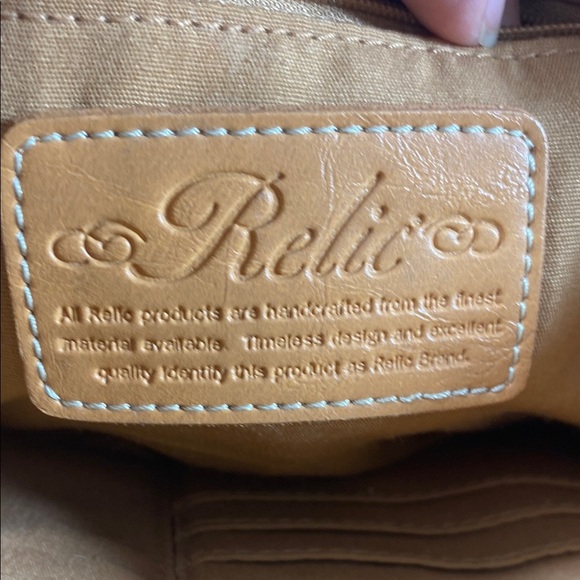 Relic
All Relic products are handcrafted from the finest
material available. Timeless design and excellent
quality identify this product as Relic Brand.